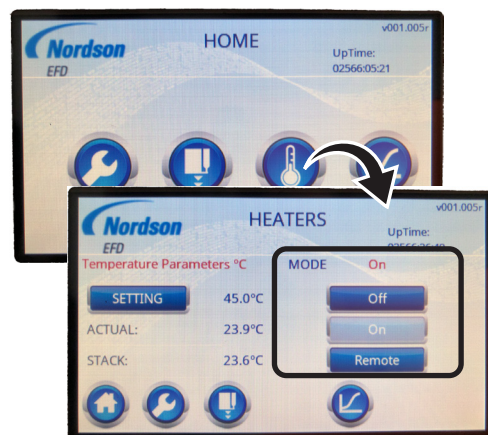 Nordson
EFD
HOME
v001.005r
UpTime:
02566:05:21
Nordson
EFD
HEATERS
v001.005r
UpTime:
Temperature Parameters °C
MODE On
SETTING 45.0°C
Off
ACTUAL: 23.9°C
On
STACK: 23.6°C
Remote